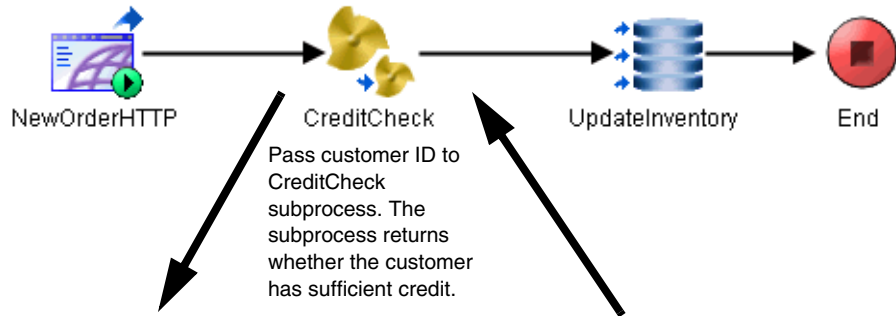 NewOrderHTTP
CreditCheck
UpdateInventory
End
Pass customer ID to
CreditCheck
subprocess. The
subprocess returns
whether the customer
has sufficient credit.